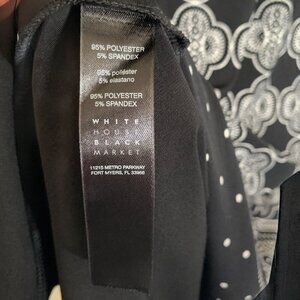 95% POLYESTER
5% SPANDEX
95% poliéster
5% elastano
95% POLYESTER
5% SPANDEX
WHITE
HOUSE
BLACK
MARKET
11215 METRO PARKWAY
FORT MYERS, FL 33966